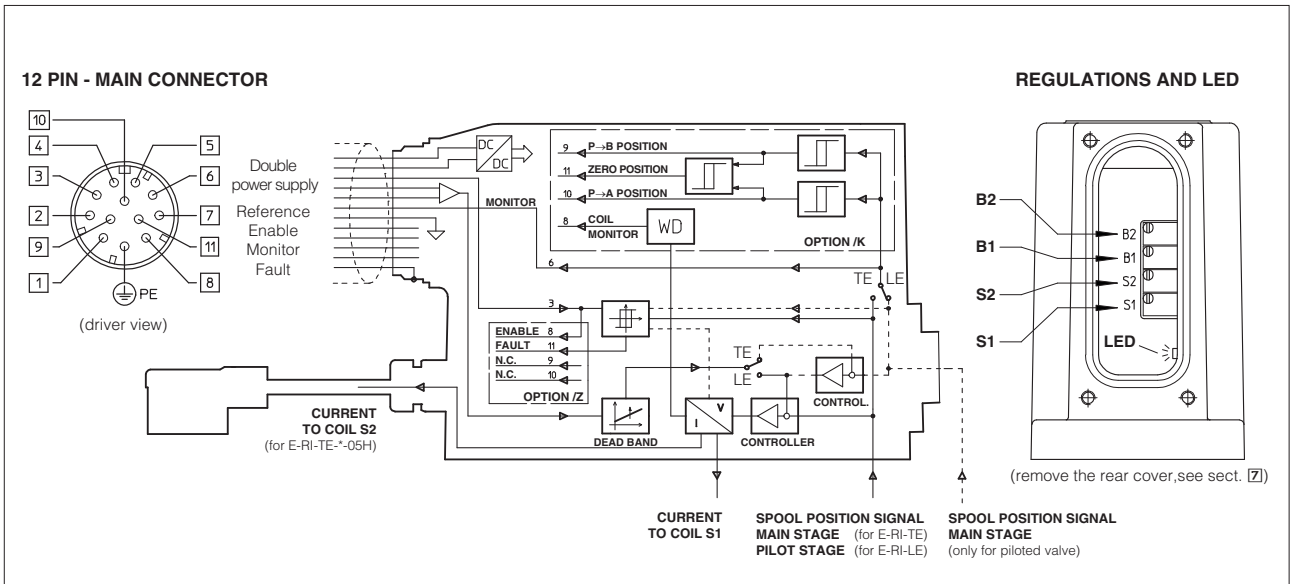 12 PIN - MAIN CONNECTOR
10
4
3
2
9
1
5
6
7
11
8
PE
(driver view)
Double
power supply
Reference
Enable
Monitor
Fault
DC
DC
MONITOR
9 P→B POSITION
11 ZERO POSITION
10 P→A POSITION
8 COIL
MONITOR
WD
OPTION /K
6
TE LE
3
ENABLE 8
FAULT 11
N.C. 9
N.C. 10
OPTION /Z
TE
LE
CONTROL.
DEAD BAND
V
I
CONTROLLER
CURRENT
TO COIL S2
(for E-RI-TE-*-05H)
CURRENT
TO COIL S1
SPOOL POSITION SIGNAL
MAIN STAGE (for E-RI-TE)
PILOT STAGE (for E-RI-LE)
SPOOL POSITION SIGNAL
MAIN STAGE
(only for piloted valve)
REGULATIONS AND LED
B2
B1
S2
S1
B2
B1
S2
S1
LED
(remove the rear cover,see sect. 7)